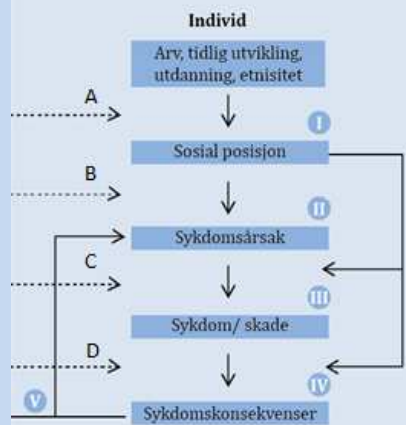 Individ
Arv, tidlig utvikling,
utdanning, etnisitet
A
I
Sosial posisjon
B
II
Sykdomsårsak
C
III
Sykdom/ skade
D
IV
V
Sykdomskonsekvenser